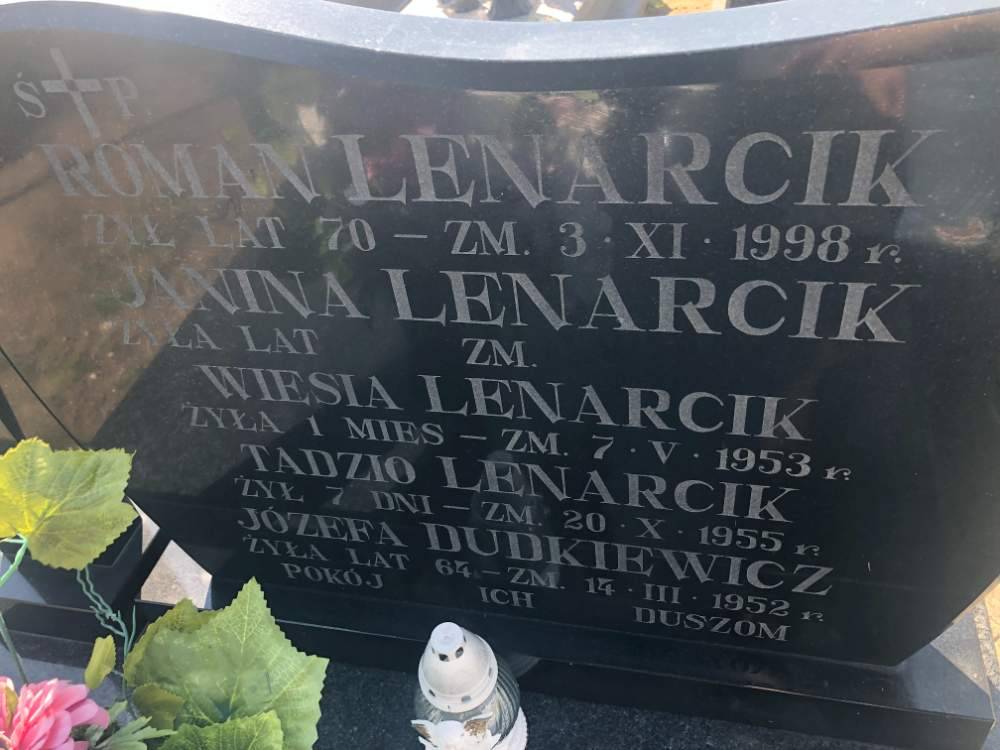 Ś P.
ROMAN LENARCIK
ŻYŁ LAT 70 – ZM. 3 · XI · 1998 r.
JANINA LENARCIK
ŻYŁA LAT ZM.
WIESIA LENARCIK
ŻYŁA 1 MIES – ZM. 7 · V · 1953 r.
TADZIO LENARCIK
ŻYŁ 7 DNI – ZM. 20 · X · 1955 r.
JÓZEFA DUDKIEWICZ
ŻYŁA LAT 64 – ZM. 14 · III · 1952 r.
POKÓJ ICH DUSZOM